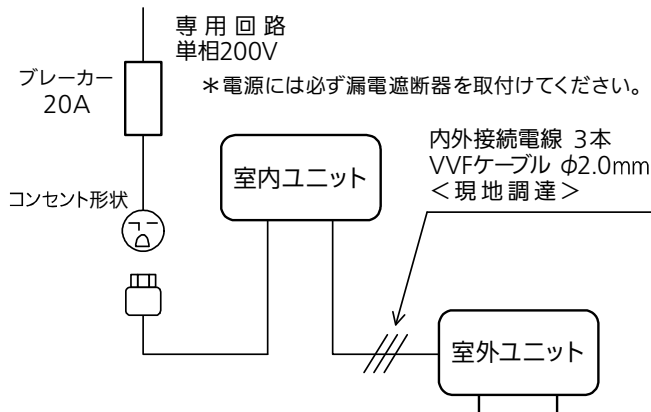 専用回路
単相200V
ブレーカー
20A
＊電源には必ず漏電遮断器を取付けてください。
室内ユニット
内外接続電線 3本
VVFケーブル φ2.0mm
＜現地調達＞
コンセント形状
室外ユニット